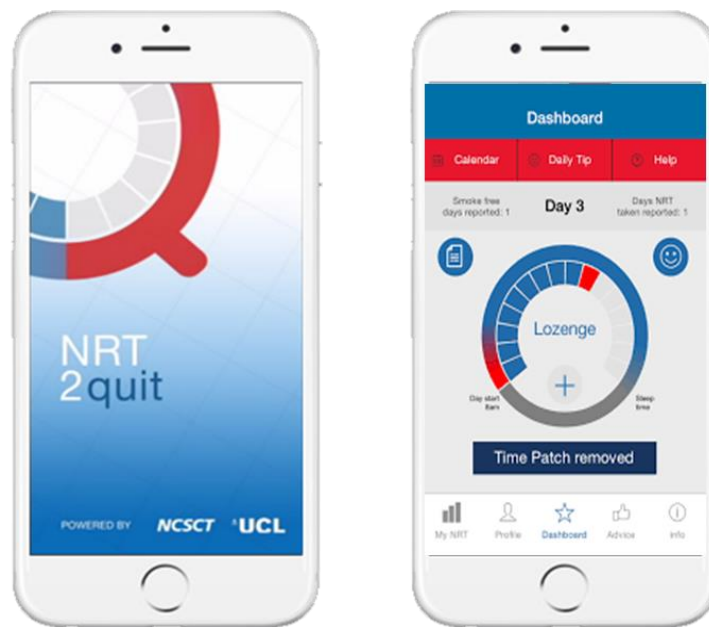 NRT
2quit
POWERED BY NCSCT UCL
Dashboard
Calendar Daily Tip Help
Smoke free
days reported: 1
Day 3
Days NRT
taken reported: 1
Lozenge
+
Day start
8am
Sleep
time
Time Patch removed
My NRT Profile Dashboard Advice Info